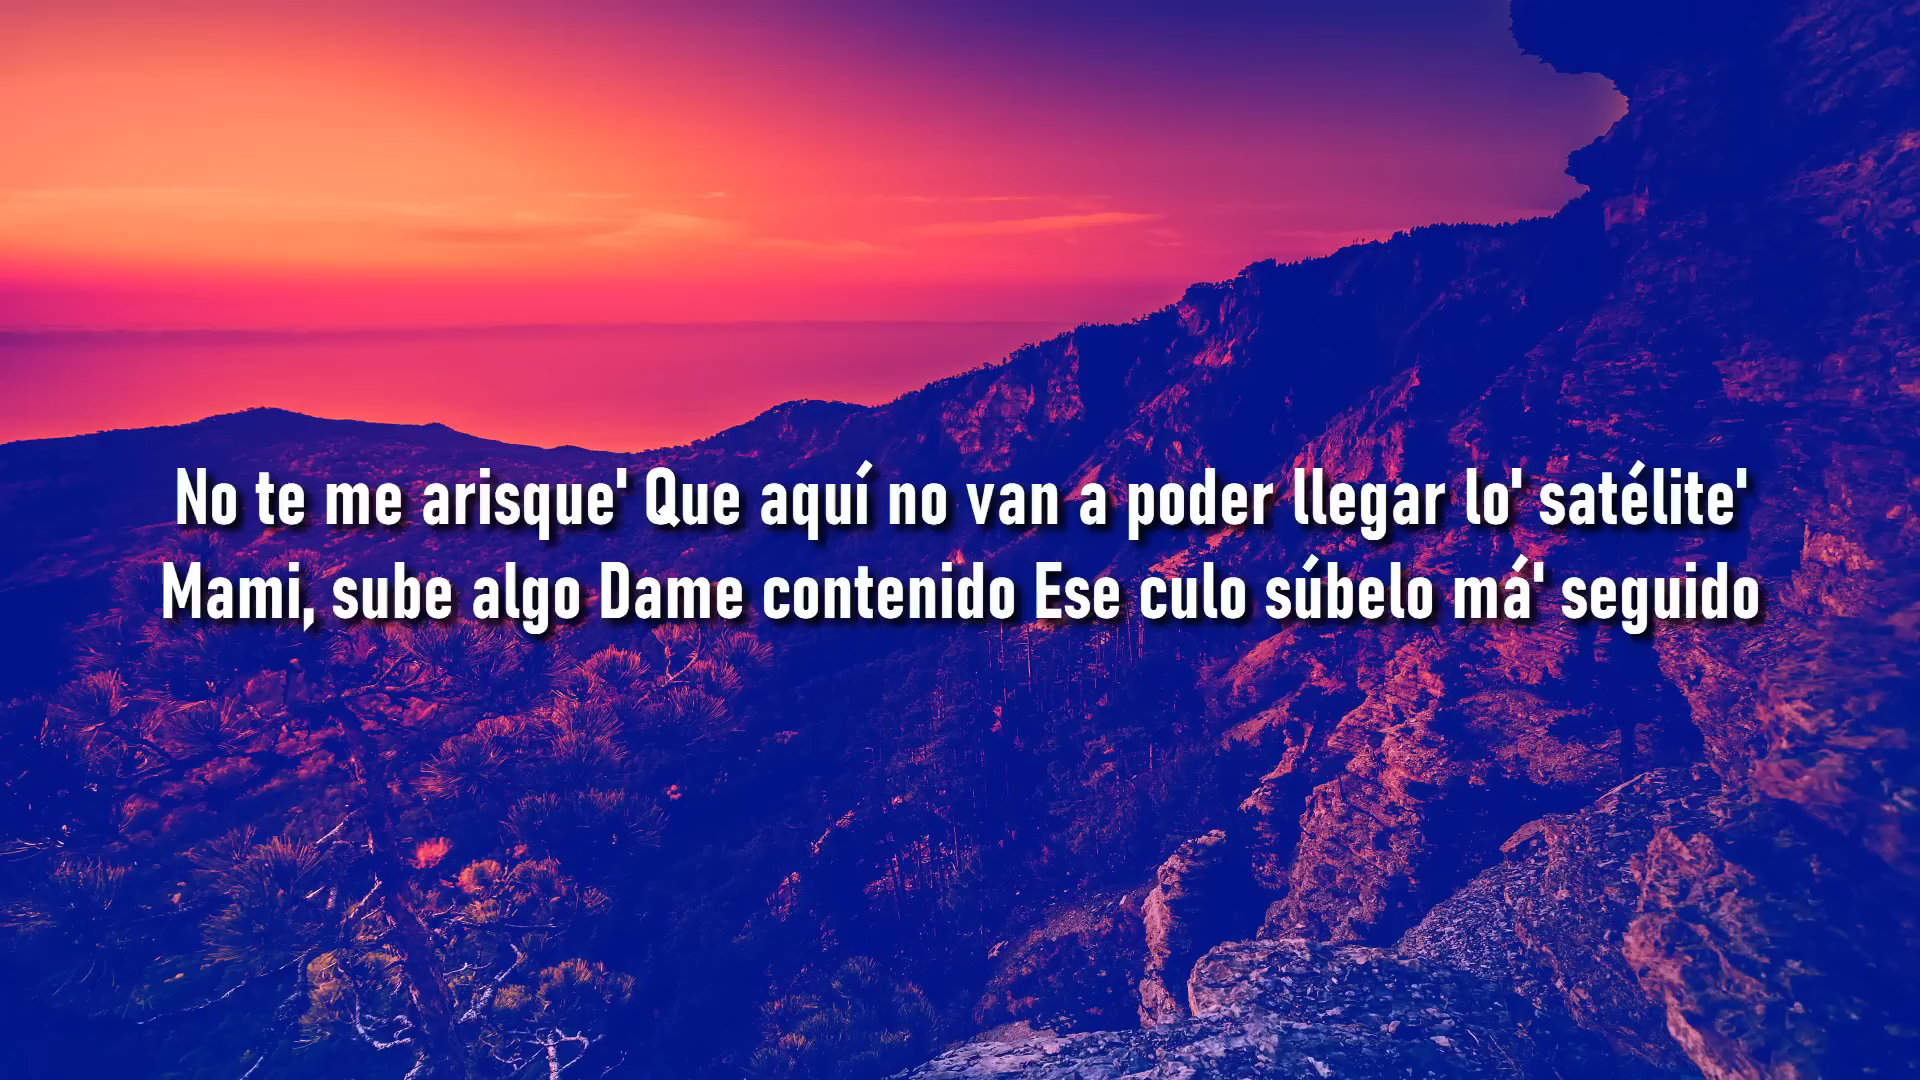 No te me arisque' Que aquí no van a poder llegar lo' satélite'
Mami, sube algo Dame contenido Ese culo súbelo má' seguido